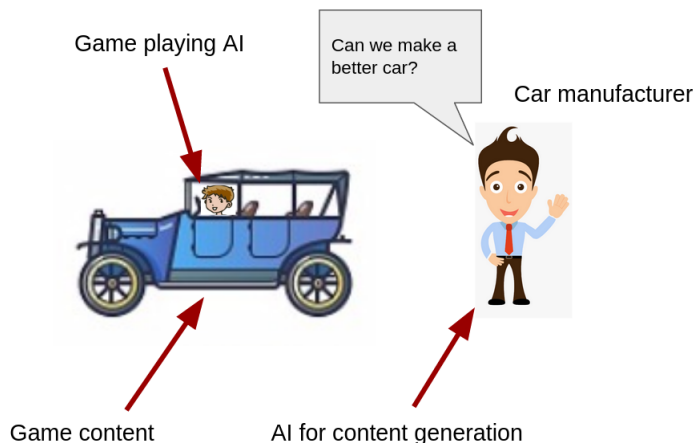 Game playing AI
Can we make a
better car?
Car manufacturer
Game content
AI for content generation